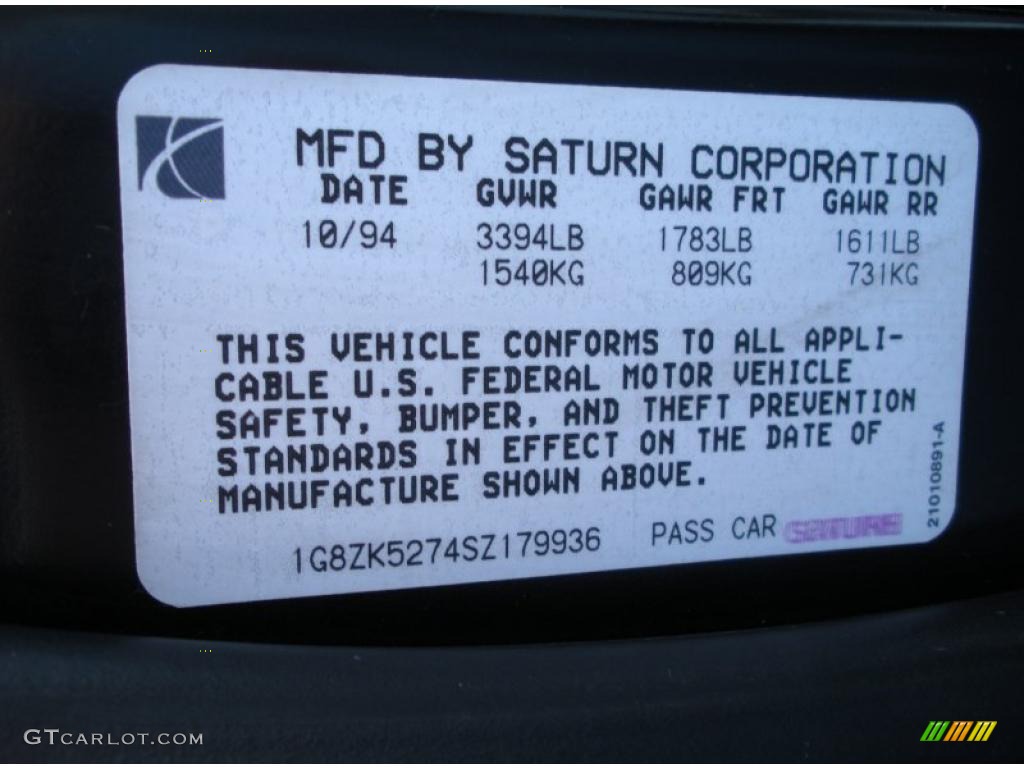 MFD BY SATURN CORPORATION
DATE GVWR GAWR FRT GAWR RR
10/94 3394LB 1783LB 1611LB
1540KG 809KG 731KG
THIS VEHICLE CONFORMS TO ALL APPLI-
CABLE U.S. FEDERAL MOTOR VEHICLE
SAFETY, BUMPER, AND THEFT PREVENTION
STANDARDS IN EFFECT ON THE DATE OF
MANUFACTURE SHOWN ABOVE.
1G8ZK5274SZ179936 PASS CAR SATURN
21010891-A
GTCARLOT.COM